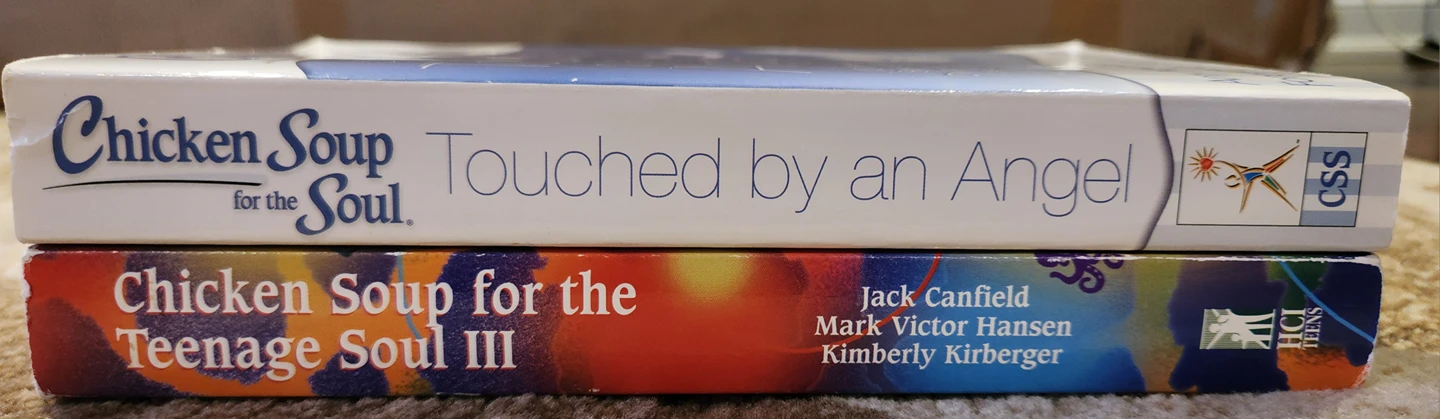 Chicken Soup
for the Soul®
Touched by an Angel
CSS
Chicken Soup for the
Teenage Soul III
Jack Canfield
Mark Victor Hansen
Kimberly Kirberger
HCI
TEENS